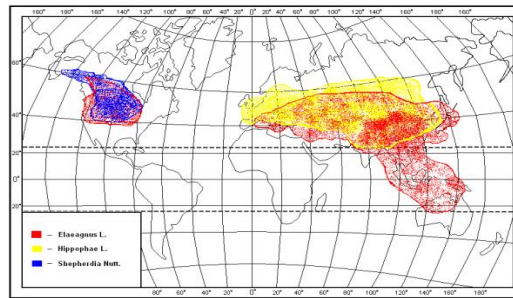 160° 160° 140° 120° 100° 80° 60° 40° 20° 0° 20° 40° 60° 80° 100° 120° 140° 160° 180° 160°
60°
40°
20°
0°
20°
– Elaeagnus L.
– Hippophae L.
– Shepherdia Nutt.
80° 60° 40° 20° 0° 20° 40° 60° 80° 100° 120° 140° 160° 180°